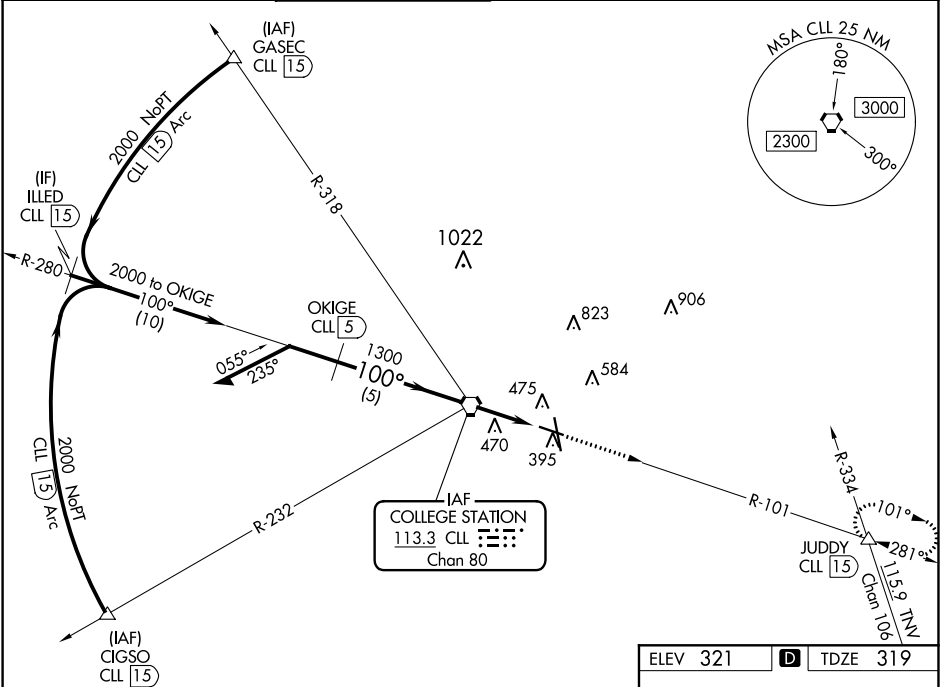 (IAF)
GASEC
CLL 15
2000 NoPT
CLL 15 Arc
MSA CLL 25 NM
180°
3000
2300
300°
(IF)
ILLED
CLL 15
R-318
R-280
2000 to OKIGE
100°
(10)
1022
OKIGE
CLL 5
823
906
055°
235°
1300
100°
(5)
584
475
470
395
2000 NoPT
CLL 15 Arc
R-232
IAF
COLLEGE STATION
113.3 CLL
Chan 80
R-101
R-334
101°
281°
JUDDY
CLL 15
115.9 TNV
Chan 106
(IAF)
CIGSO
CLL 15
ELEV 321 D TDZE 319